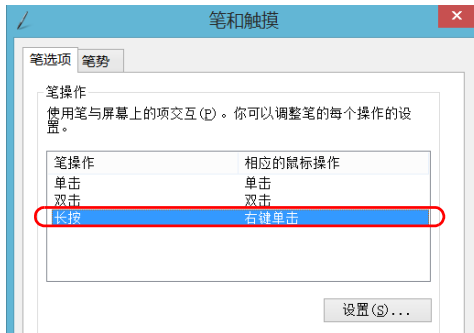 笔和触摸
笔选项 笔势
笔操作
使用笔与屏幕上的项交互(P)。你可以调整笔的每个操作的设
置。
笔操作 相应的鼠标操作
单击 单击
双击 双击
长按 右键单击
设置(S)...